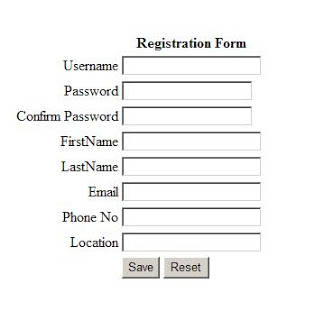 Registration Form
Username
Password
Confirm Password
FirstName
LastName
Email
Phone No
Location
Save Reset